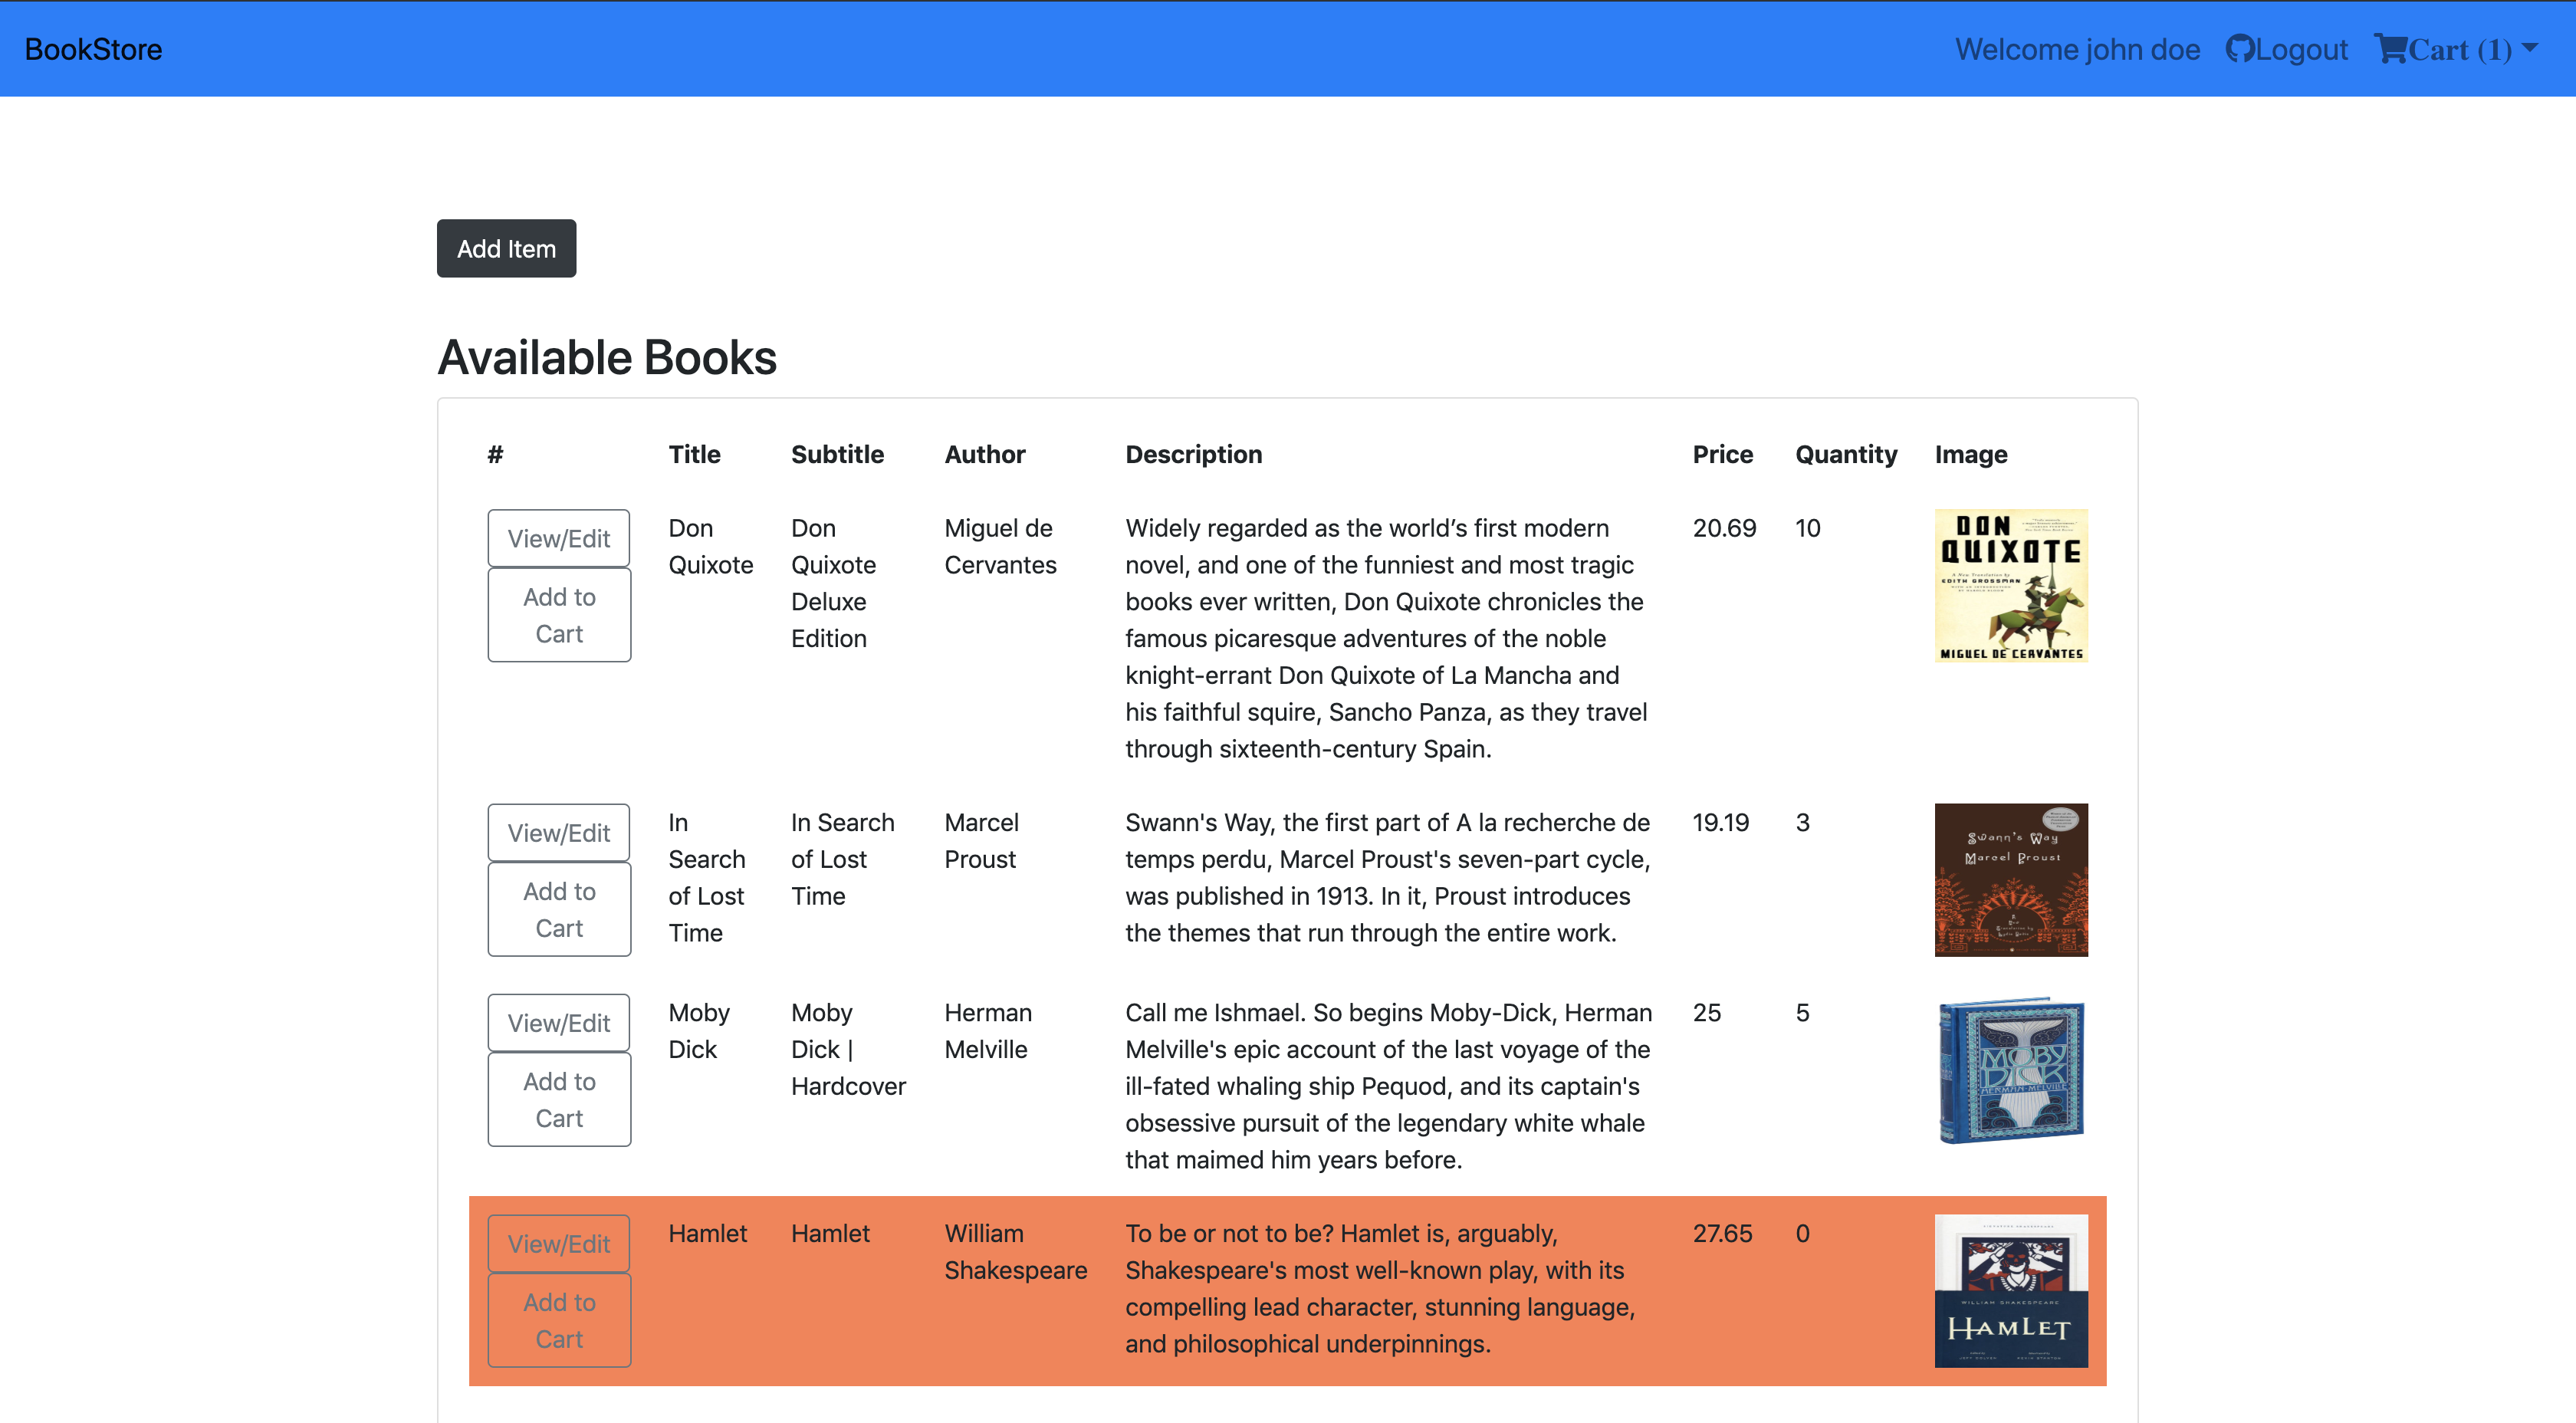 BookStore
Welcome john doe Logout Cart (1)
Add Item
Available Books
# Title Subtitle Author Description Price Quantity Image
View/Edit
Add to
Cart
Don
Quixote
Don
Quixote
Deluxe
Edition
Miguel de
Cervantes
Widely regarded as the world’s first modern
novel, and one of the funniest and most tragic
books ever written, Don Quixote chronicles the
famous picaresque adventures of the noble
knight-errant Don Quixote of La Mancha and
his faithful squire, Sancho Panza, as they travel
through sixteenth-century Spain.
20.69
10
DON
QUIXOTE
A New Translation by
EDITH GROSSMAN
MIGUEL DE CERVANTES
View/Edit
Add to
Cart
In
Search
of Lost
Time
In Search
of Lost
Time
Marcel
Proust
Swann's Way, the first part of A la recherche de
temps perdu, Marcel Proust's seven-part cycle,
was published in 1913. In it, Proust introduces
the themes that run through the entire work.
19.19
3
Swann's Way
Marcel Proust
View/Edit
Add to
Cart
Moby
Dick
Moby
Dick |
Hardcover
Herman
Melville
Call me Ishmael. So begins Moby-Dick, Herman
Melville's epic account of the last voyage of the
ill-fated whaling ship Pequod, and its captain's
obsessive pursuit of the legendary white whale
that maimed him years before.
25
5
MOBY
DICK
HERMAN MELVILLE
View/Edit
Add to
Cart
Hamlet
Hamlet
William
Shakespeare
To be or not to be? Hamlet is, arguably,
Shakespeare's most well-known play, with its
compelling lead character, stunning language,
and philosophical underpinnings.
27.65
0
WILLIAM SHAKESPEARE
HAMLET